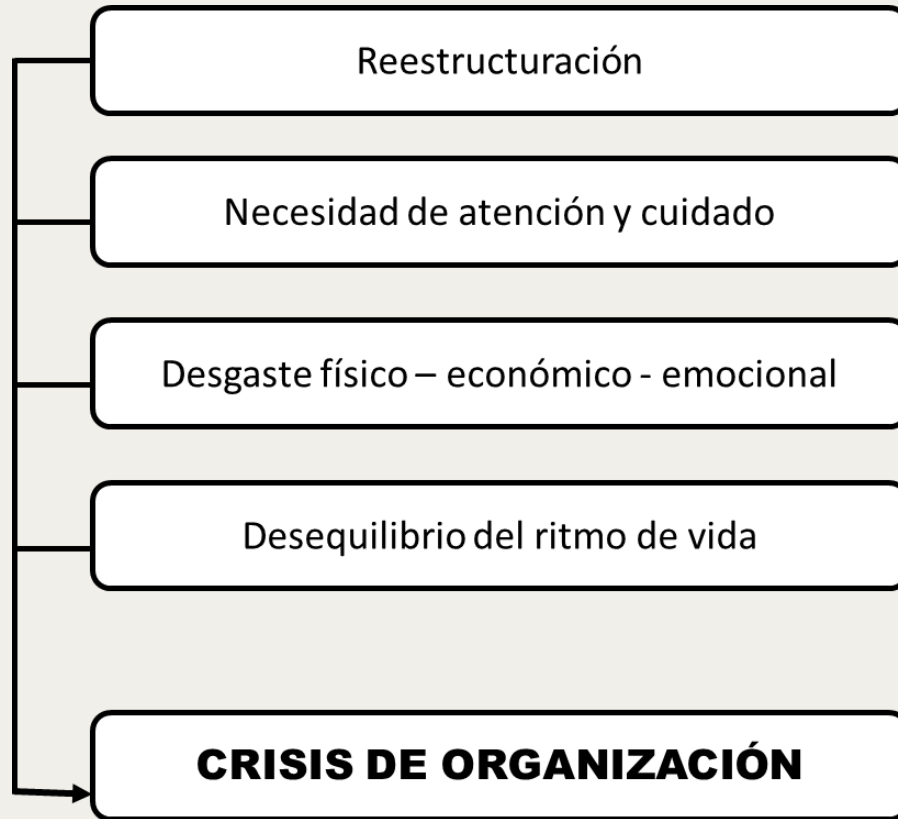 Reestructuración
Necesidad de atención y cuidado
Desgaste físico – económico - emocional
Desequilibrio del ritmo de vida
CRISIS DE ORGANIZACIÓN